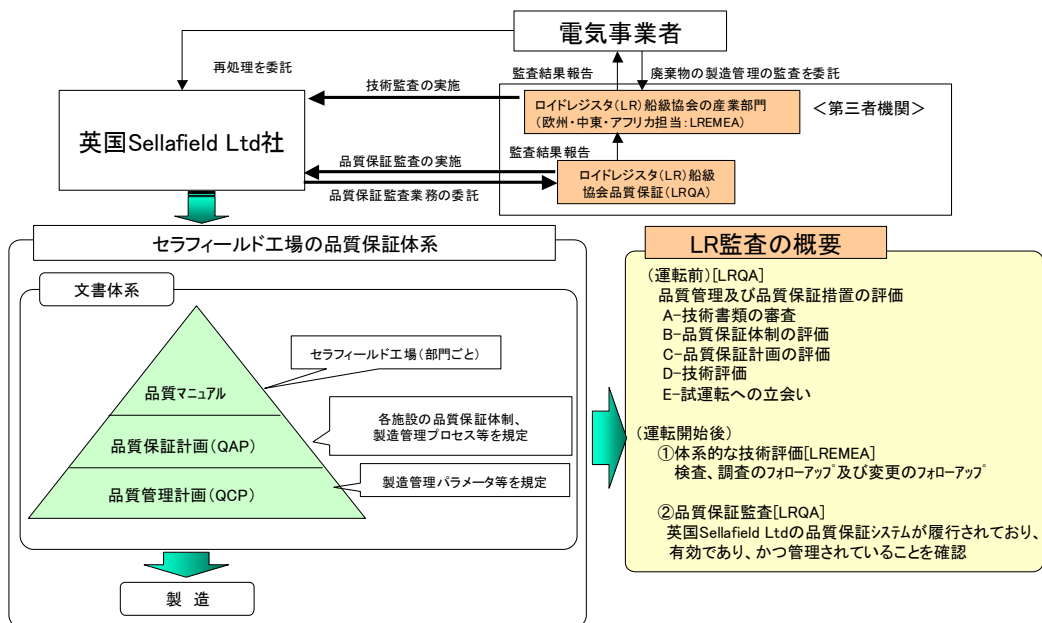 電気事業者
再処理を委託
監査結果報告
廃棄物の製造管理の監査を委託
技術監査の実施
ロイドレジスタ(LR)船級協会の産業部門
(欧州・中東・アフリカ担当:LREMEA)
<第三者機関>
英国Sellafield Ltd社
品質保証監査の実施
監査結果報告
品質保証監査業務の委託
ロイドレジスタ(LR)船級
協会品質保証(LRQA)
セラフィールド工場の品質保証体系
文書体系
品質マニュアル
セラフィールド工場(部門ごと)
品質保証計画(QAP)
各施設の品質保証体制、
製造管理プロセス等を規定
品質管理計画(QCP)
製造管理パラメータ等を規定
製 造
LR監査の概要
(運転前)[LRQA]
品質管理及び品質保証措置の評価
A-技術書類の審査
B-品質保証体制の評価
C-品質保証計画の評価
D-技術評価
E-試運転への立会い
(運転開始後)
①体系的な技術評価[LREMEA]
検査、調査のフォローアップ及び変更のフォローアップ
②品質保証監査[LRQA]
英国Sellafield Ltdの品質保証システムが履行されており、
有効であり、かつ管理されていることを確認